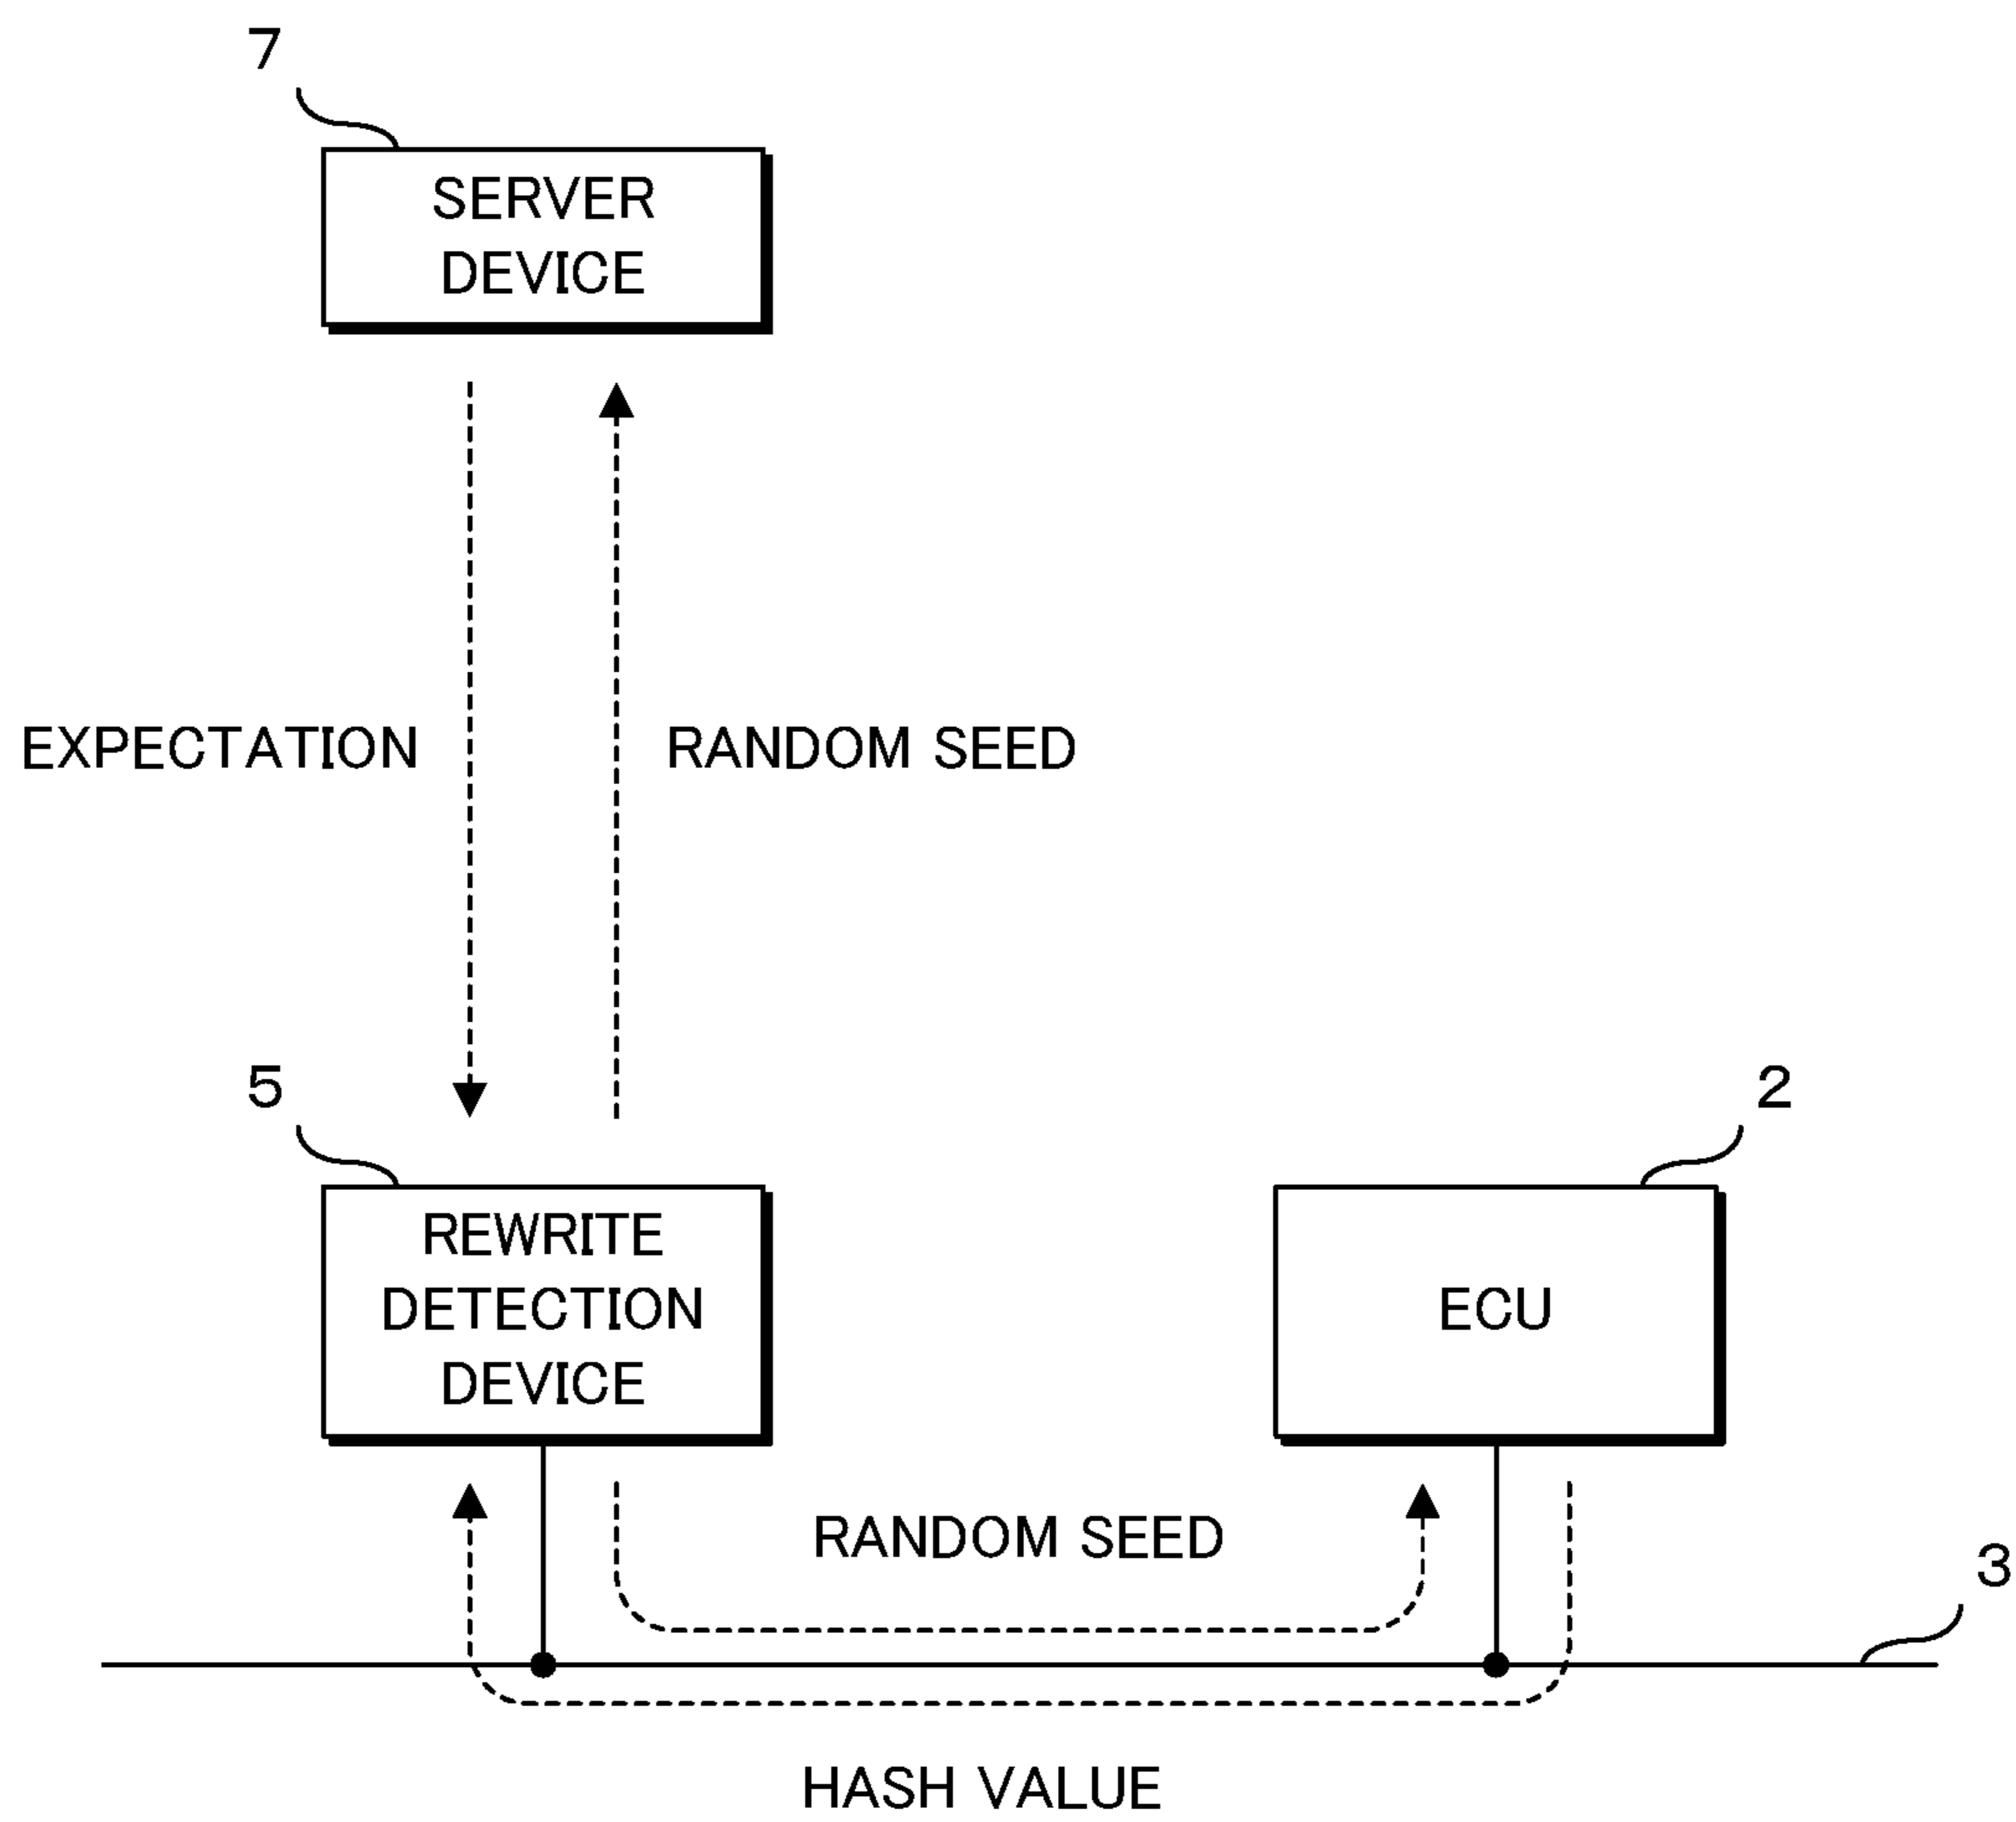 7
SERVER
DEVICE
EXPECTATION
RANDOM SEED
5
2
REWRITE
DETECTION
DEVICE
ECU
RANDOM SEED
3
HASH VALUE